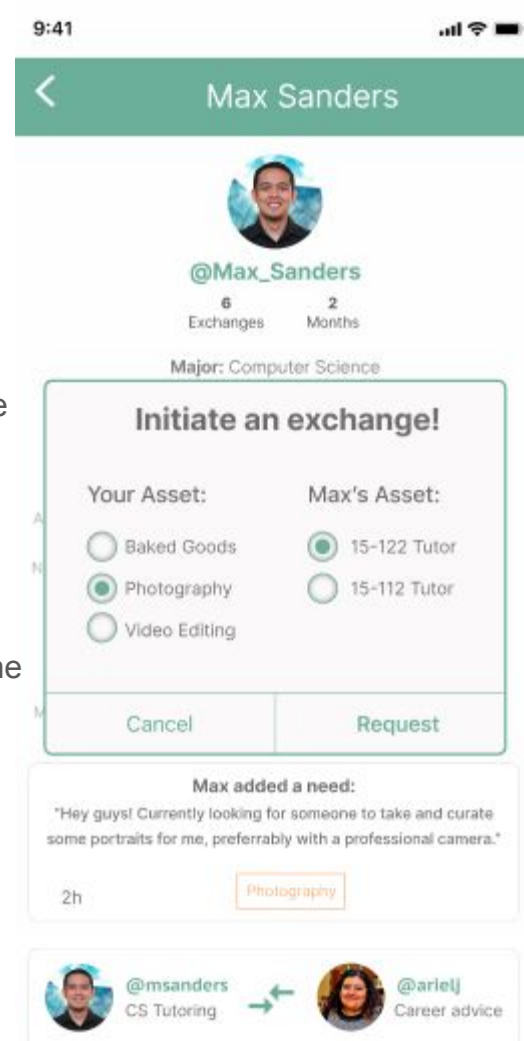 9:41
Max Sanders
@Max_Sanders
6 2
Exchanges Months
Major: Computer Science
e
Initiate an exchange!
Your Asset: Max's Asset:
A
Baked Goods 15-122 Tutor
N
Photography 15-112 Tutor
Video Editing
ne
M
Cancel Request
Max added a need:
"Hey guys! Currently looking for someone to take and curate
some portraits for me, preferrably with a professional camera."
2h Photography
@msanders @arielj
CS Tutoring Career advice